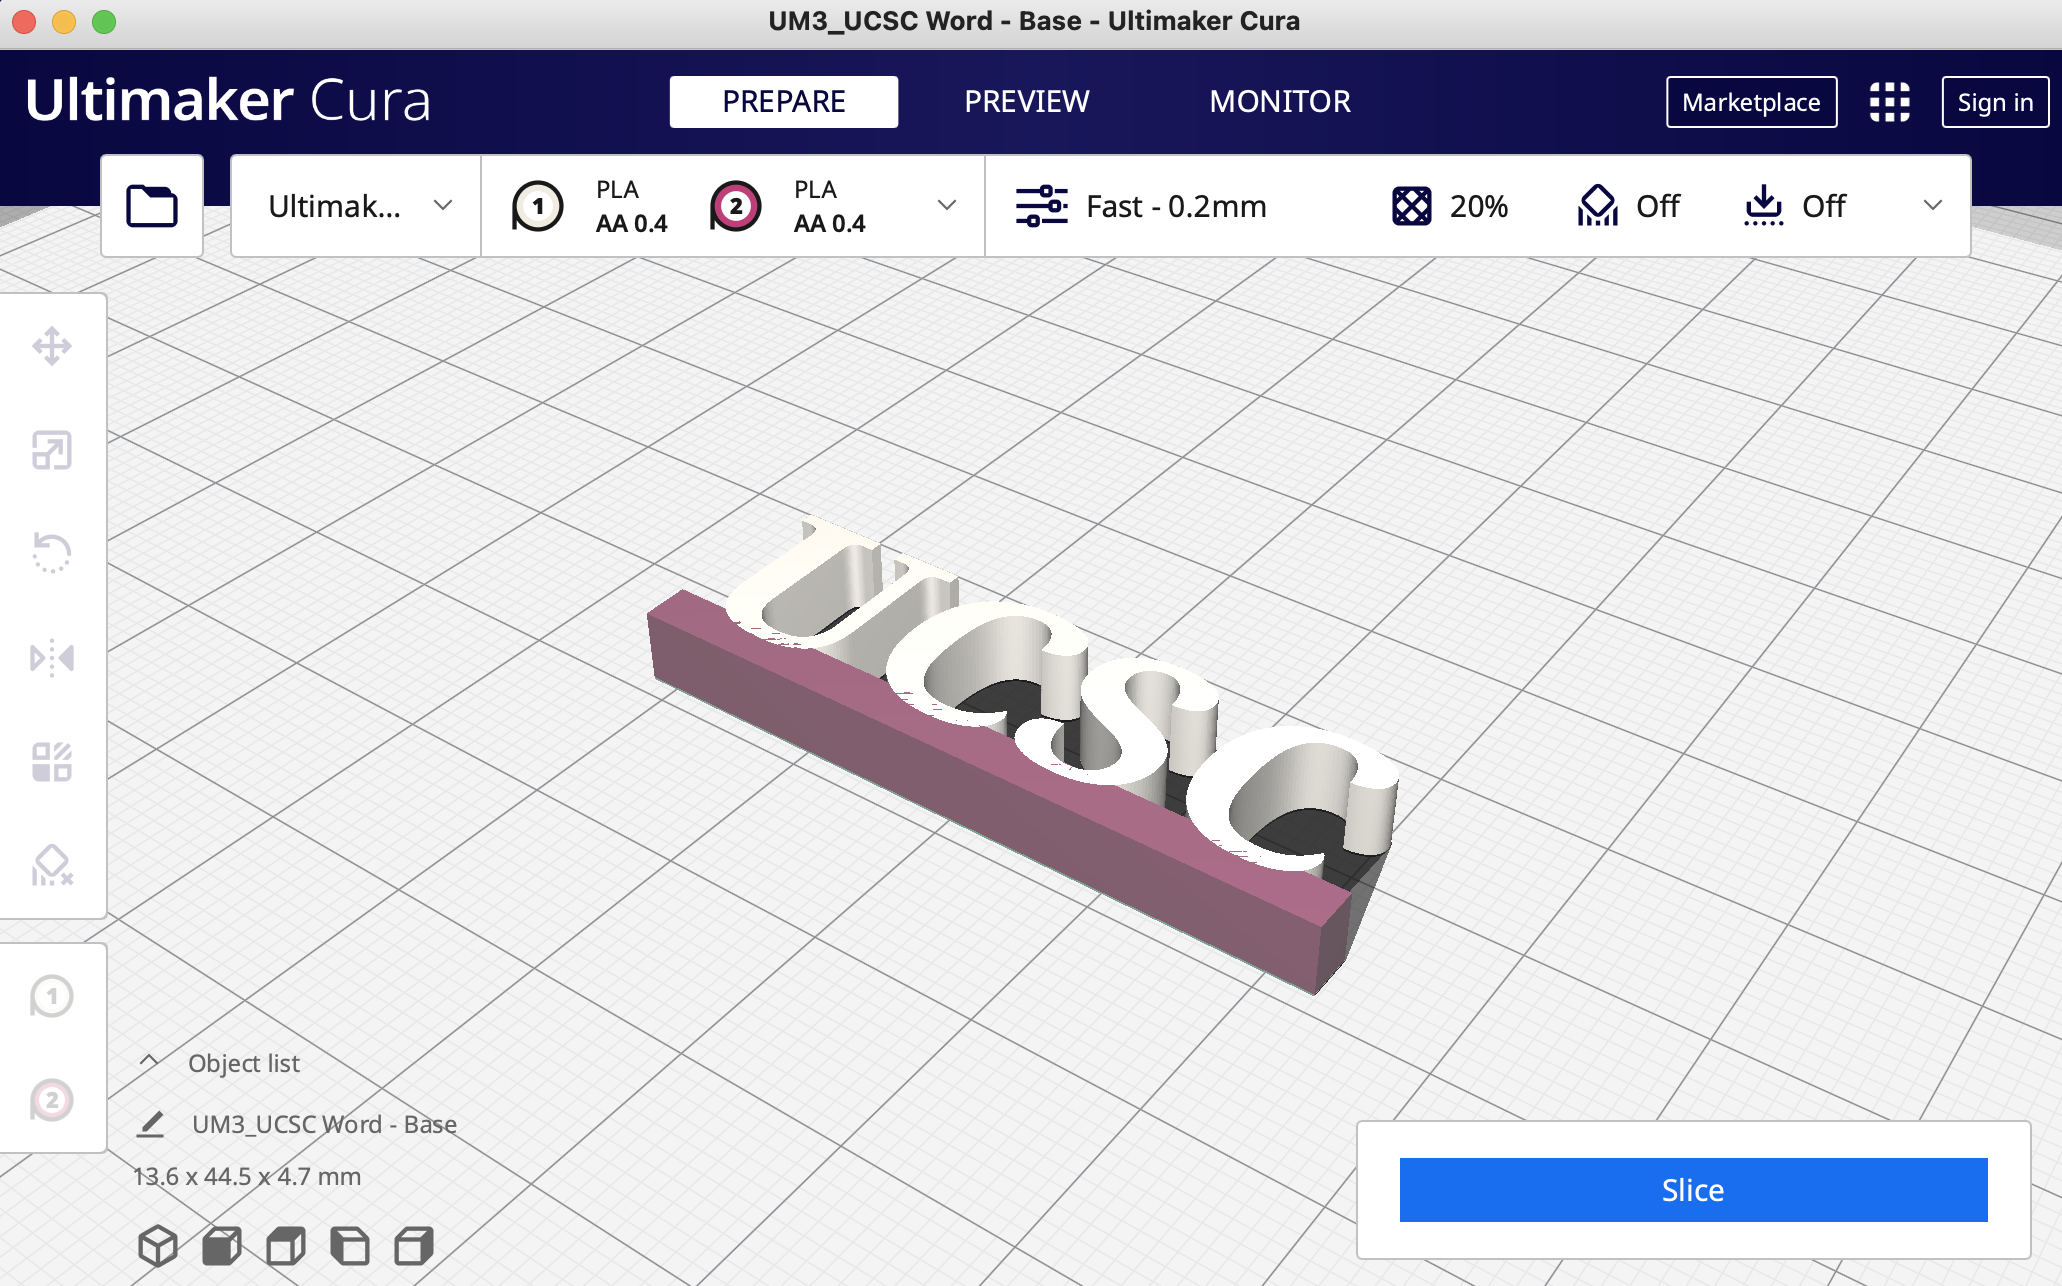 UM3_UCSC Word - Base - Ultimaker Cura
Ultimaker Cura
PREPARE
PREVIEW
MONITOR
Marketplace
Sign in
Ultimak...
1
PLA
AA 0.4
2
PLA
AA 0.4
Fast - 0.2mm
20%
Off
Off
UCSC
1
2
Object list
UM3_UCSC Word - Base
13.6 x 44.5 x 4.7 mm
Slice